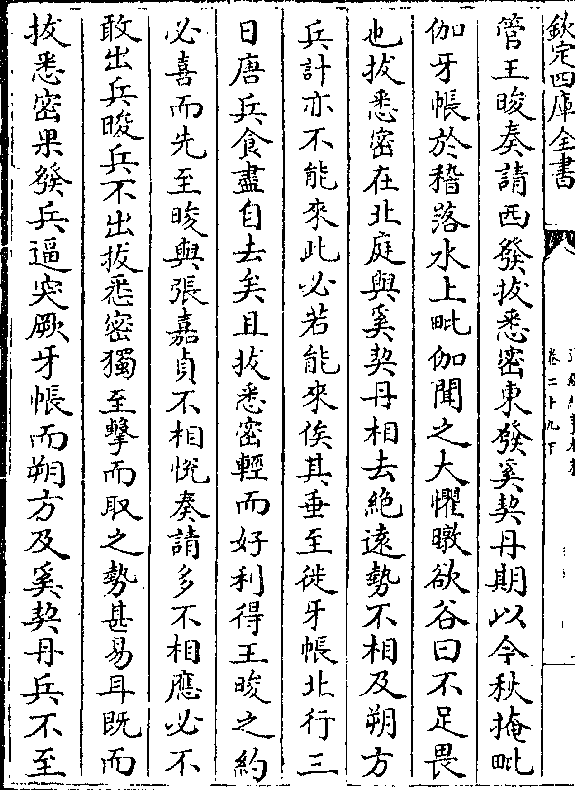 欽定四庫全書
卷二十九下
管王晙奏請西發拔悉密東發奚契丹期以今秋掩毗
伽牙帳於稽落水上毗伽聞之大懼暾欲谷曰不足畏
也拔悉密在北庭與奚契丹相去絶遠勢不相及朔方
兵計亦不能來此必若能來俟其垂至徙牙帳北行三
日唐兵食盡自去矣且拔悉密輕而好利得王晙之約
必喜而先至晙與張嘉貞不相悦奏請多不相應必不
敢出兵晙兵不出拔悉密獨至擊而取之勢甚易耳既而
拔悉密果發兵逼突厥牙帳而朔方及奚契丹兵不至